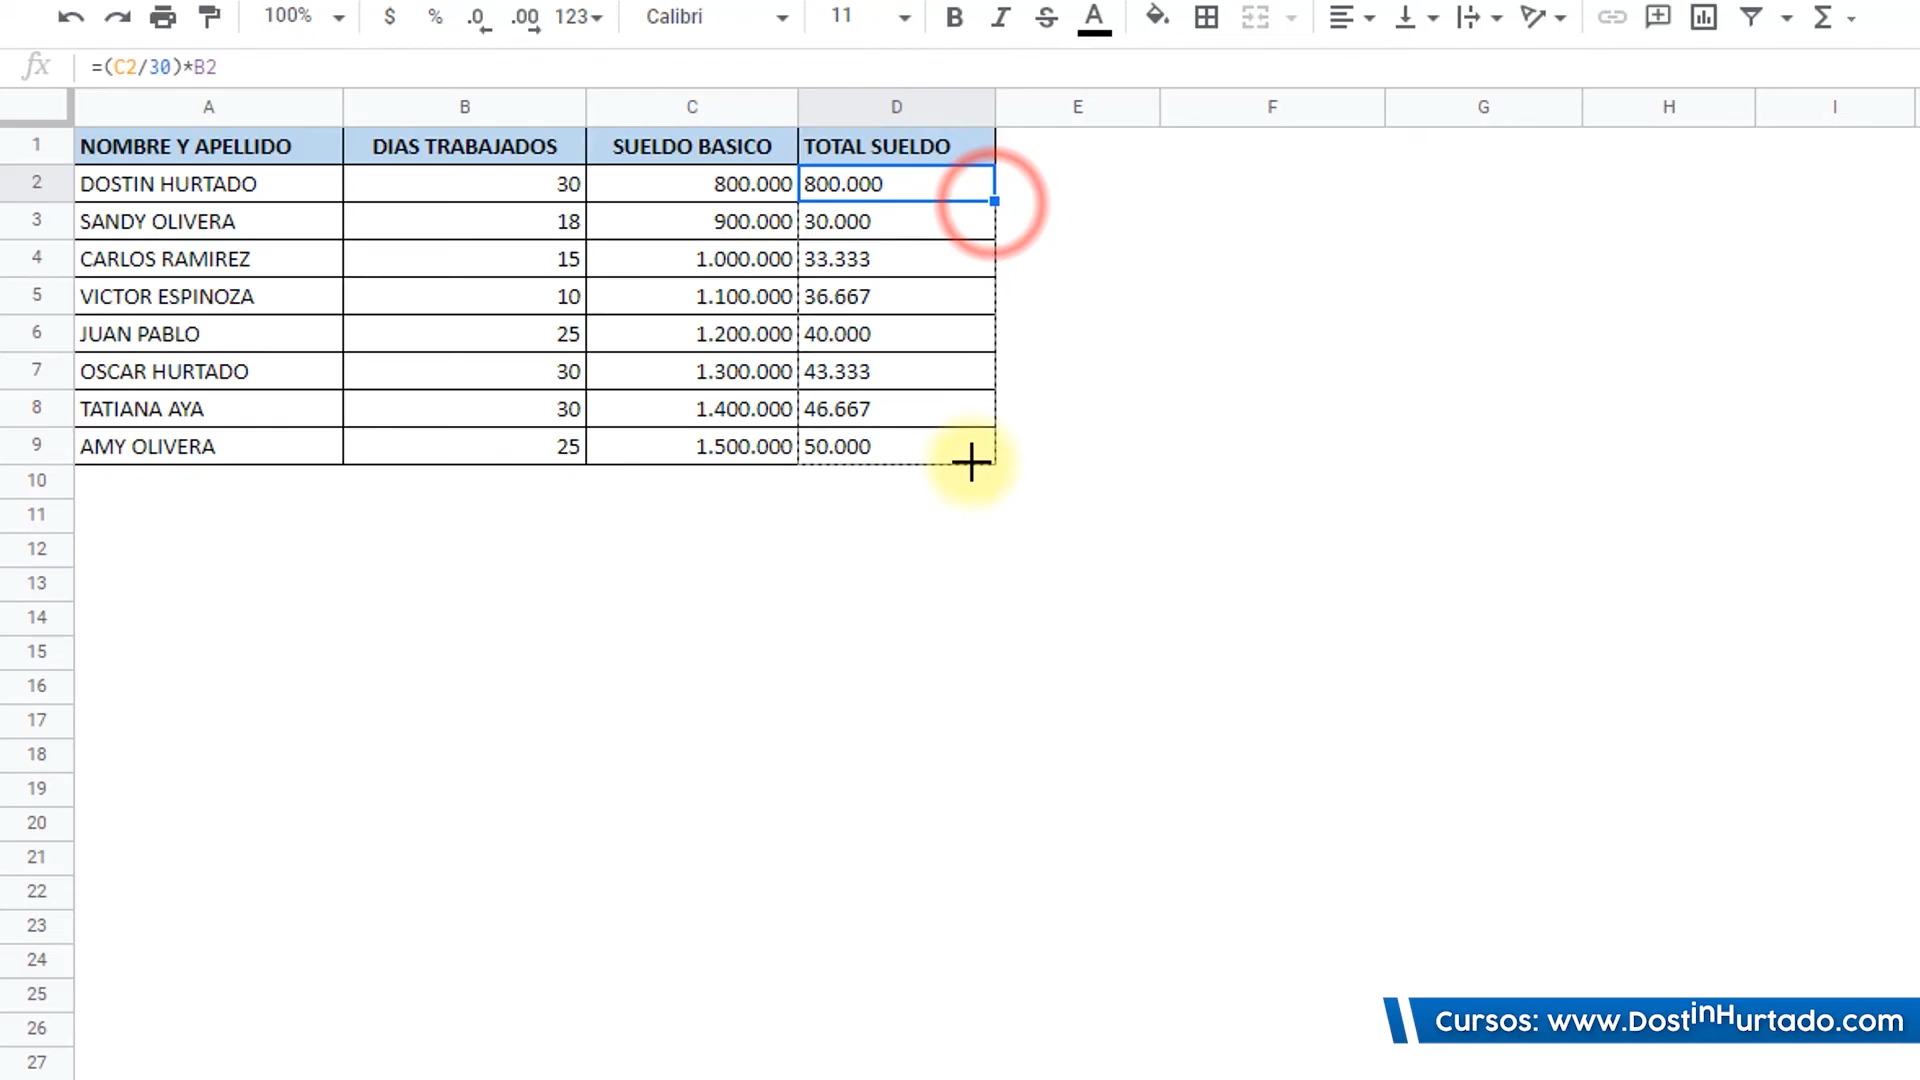 100% $ % .0 .00 123 Calibri 11 B I S A
fx =(C2/30)*B2
A B C D E F G H I
1 NOMBRE Y APELLIDO DIAS TRABAJADOS SUELDO BASICO TOTAL SUELDO
2 DOSTIN HURTADO 30 800.000 800.000
3 SANDY OLIVERA 18 900.000 30.000
4 CARLOS RAMIREZ 15 1.000.000 33.333
5 VICTOR ESPINOZA 10 1.100.000 36.667
6 JUAN PABLO 25 1.200.000 40.000
7 OSCAR HURTADO 30 1.300.000 43.333
8 TATIANA AYA 30 1.400.000 46.667
9 AMY OLIVERA 25 1.500.000 50.000
10
11
12
13
14
15
16
17
18
19
20
21
22
23
24
25
26
27
Cursos: www.DostinHurtado.com